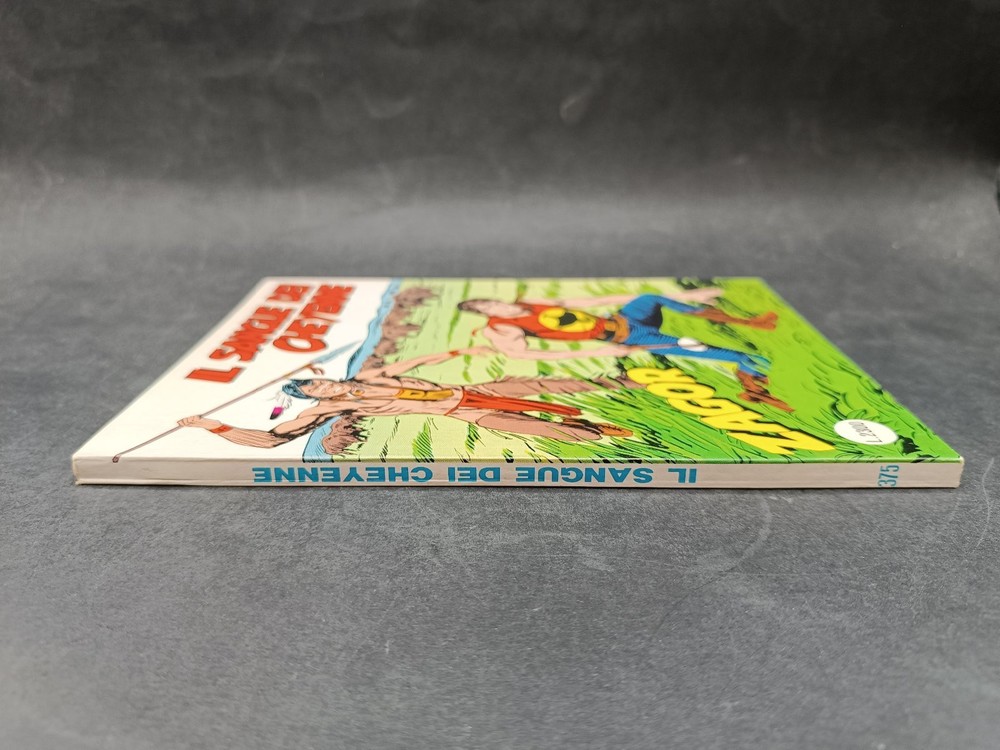 IL SANGUE DEI
CHEYENNE
ZAGOR
IL SANGUE DEI CHEYENNE
375